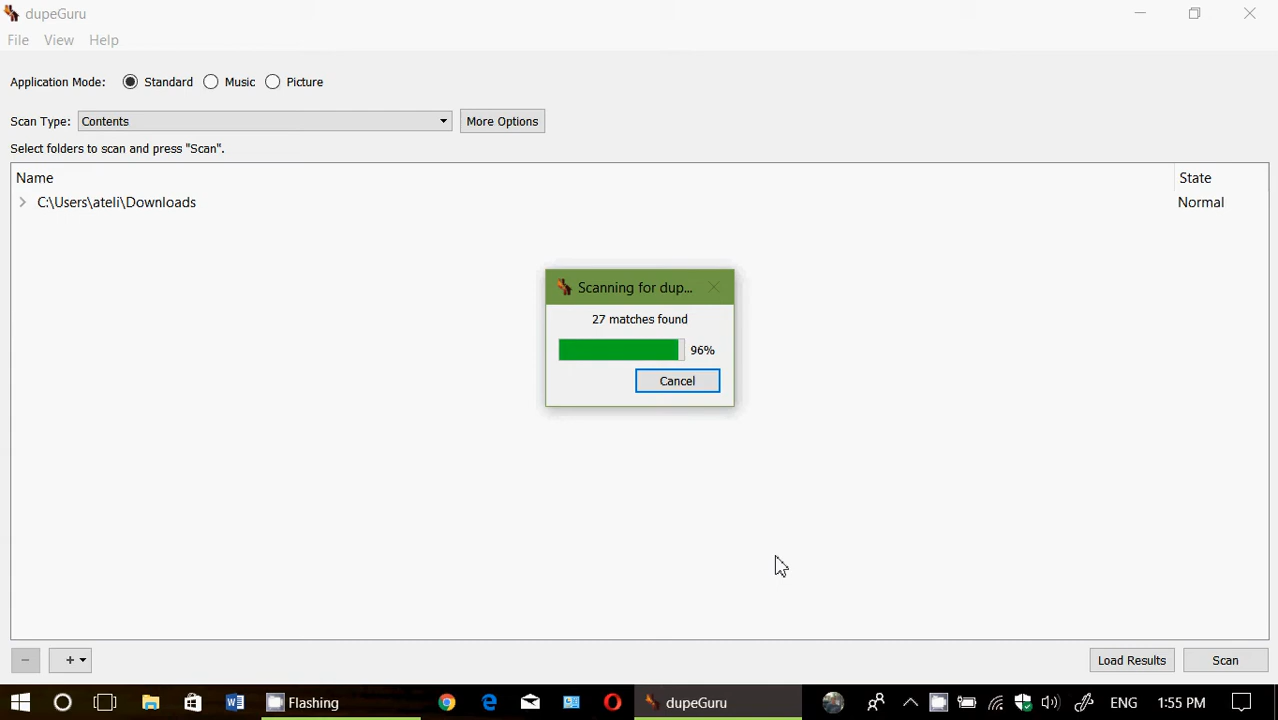 dupeGuru
File View Help
Application Mode: Standard Music Picture
Scan Type: Contents More Options
Select folders to scan and press "Scan".
Name State
C:\Users\ateli\Downloads Normal
Scanning for dup...
27 matches found
96%
Cancel
Load Results Scan
Flashing dupeGuru ENG 1:55 PM